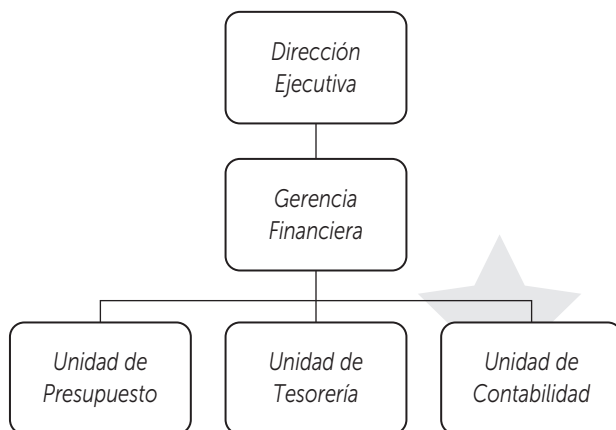 Dirección
Ejecutiva
Gerencia
Financiera
Unidad de
Presupuesto
Unidad de
Tesorería
Unidad de
Contabilidad